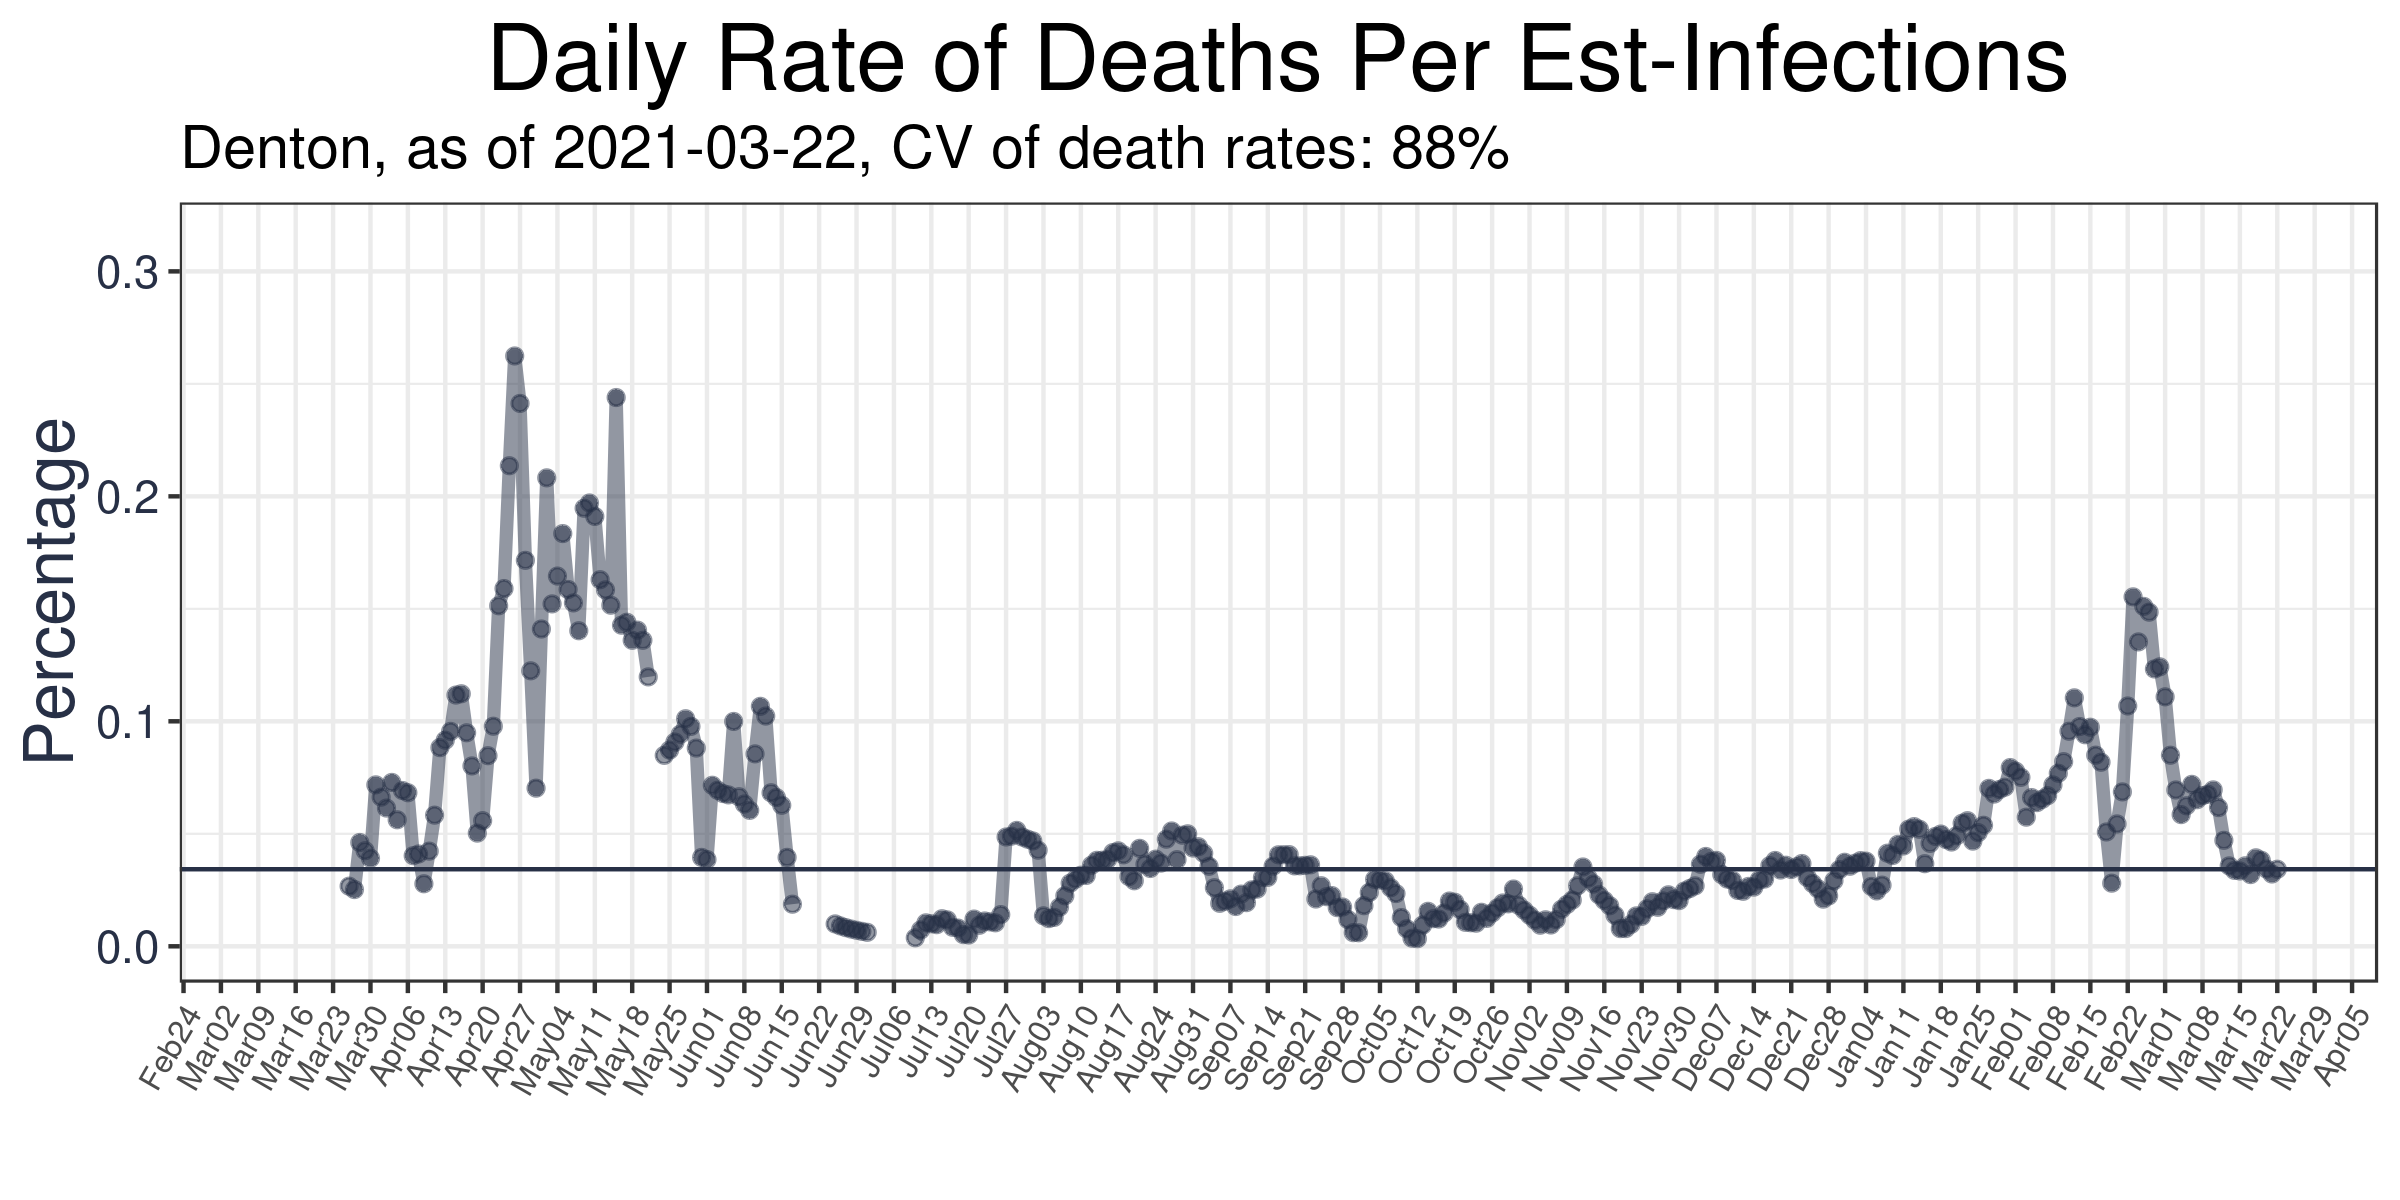 Daily Rate of Deaths Per Est-Infections
Denton, as of 2021-03-22, CV of death rates: 88%
Percentage
0.3
0.2
0.1
0.0
Feb24
Mar02
Mar09
Mar16
Mar23
Mar30
Apr06
Apr13
Apr20
Apr27
May04
May11
May18
May25
Jun01
Jun08
Jun15
Jun22
Jun29
Jul06
Jul13
Jul20
Jul27
Aug03
Aug10
Aug17
Aug24
Aug31
Sep07
Sep14
Sep21
Sep28
Oct05
Oct12
Oct19
Oct26
Nov02
Nov09
Nov16
Nov23
Nov30
Dec07
Dec14
Dec21
Dec28
Jan04
Jan11
Jan18
Jan25
Feb01
Feb08
Feb15
Feb22
Mar01
Mar08
Mar15
Mar22
Mar29
Apr05